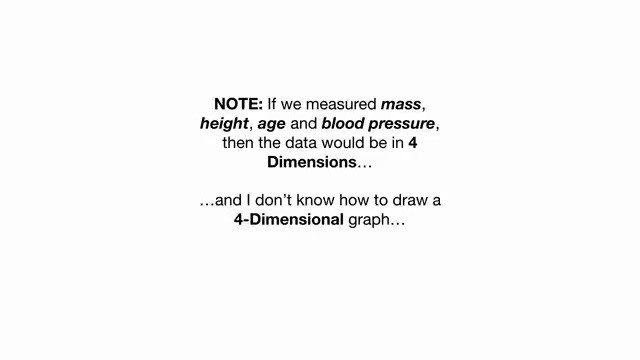 NOTE: If we measured mass,
height, age and blood pressure,
then the data would be in 4
Dimensions…
…and I don’t know how to draw a
4-Dimensional graph…